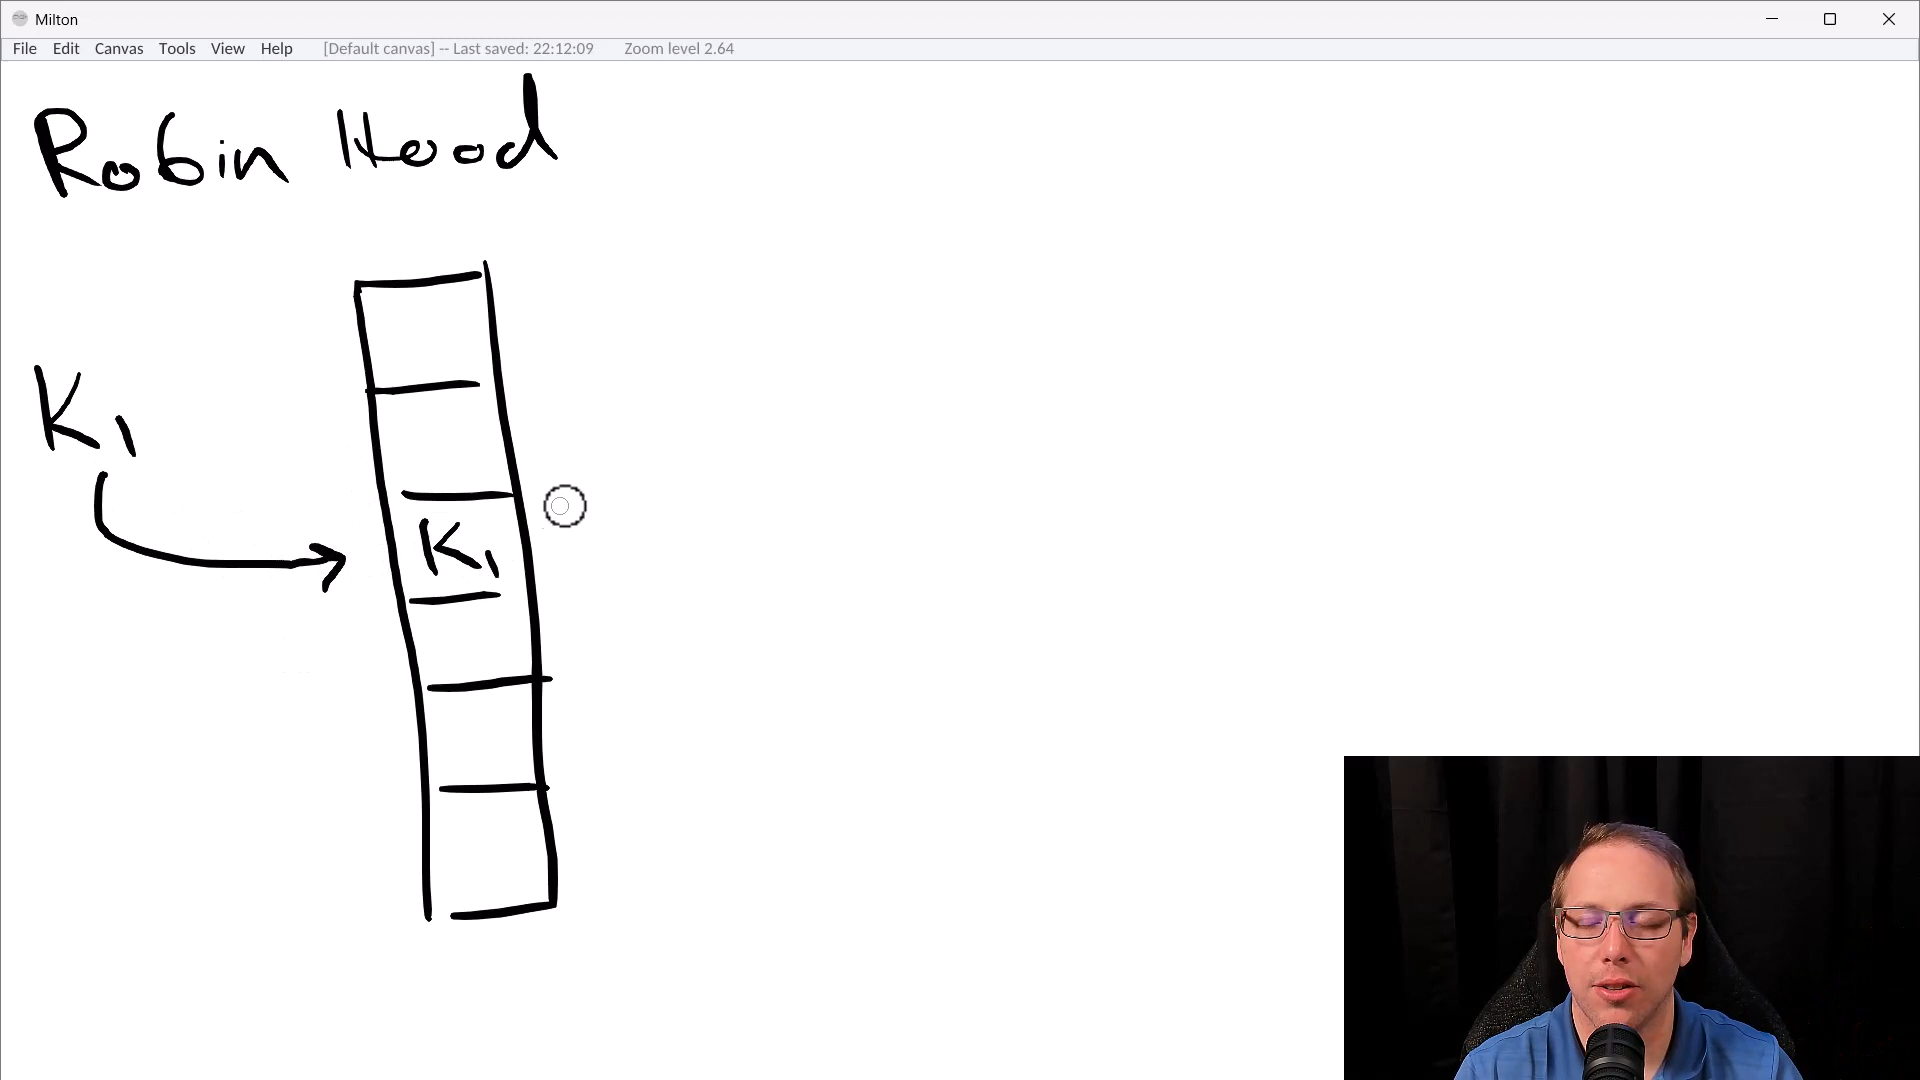 Milton
File Edit Canvas Tools View Help [Default canvas] -- Last saved: 22:12:09 Zoom level 2.64
Robin Hood
K1
K1